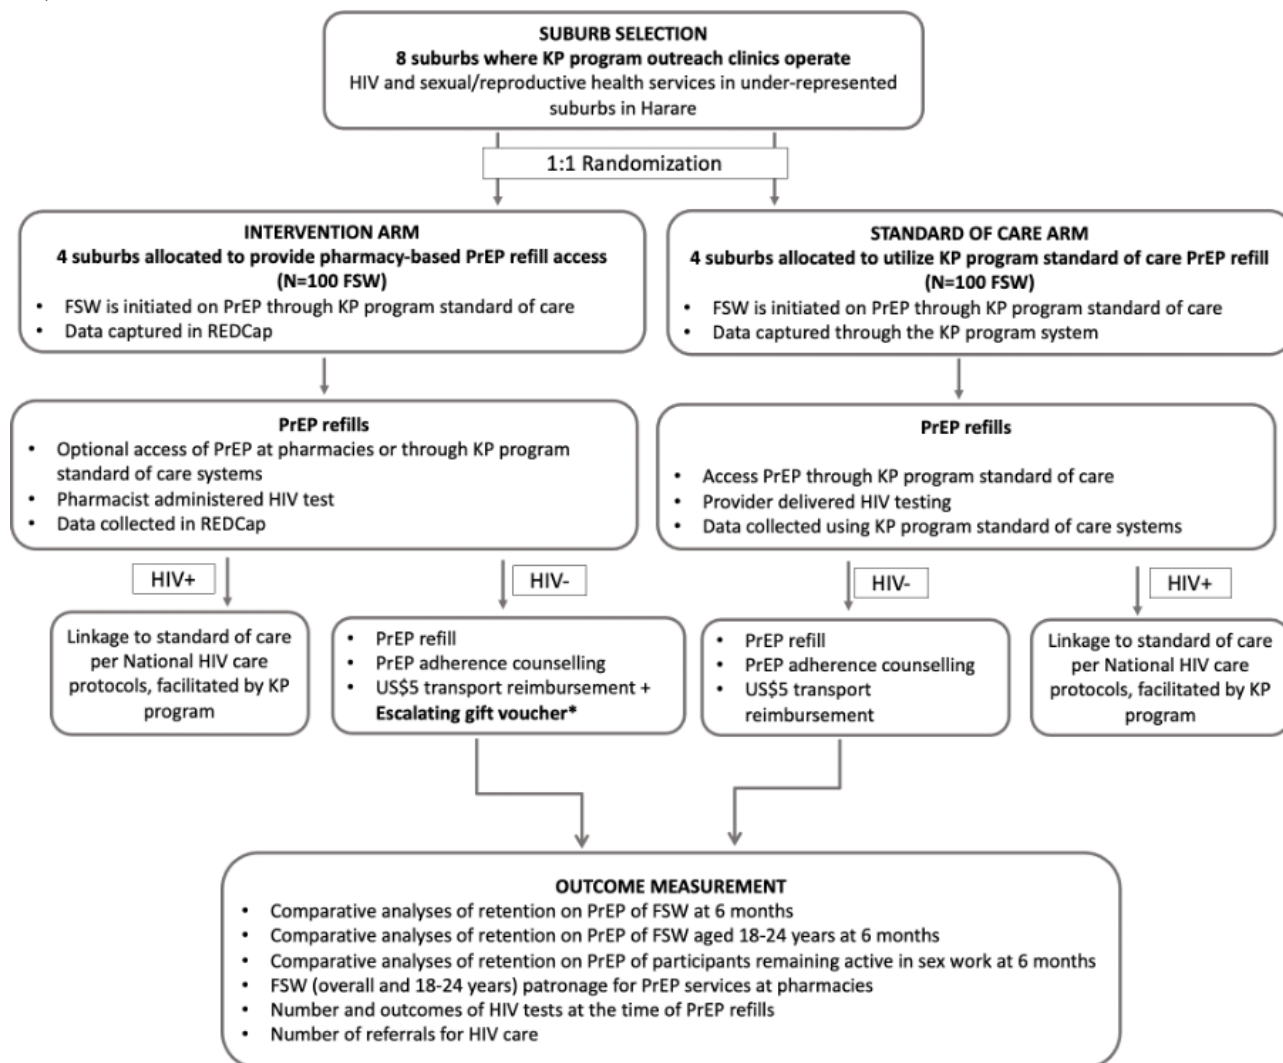 SUBURB SELECTION
8 suburbs where KP program outreach clinics operate
HIV and sexual/reproductive health services in under-represented
suburbs in Harare
1:1 Randomization
INTERVENTION ARM
4 suburbs allocated to provide pharmacy-based PrEP refill access
(N=100 FSW)
• FSW is initiated on PrEP through KP program standard of care
• Data captured in REDCap
STANDARD OF CARE ARM
4 suburbs allocated to utilize KP program standard of care PrEP refill
(N=100 FSW)
• FSW is initiated on PrEP through KP program standard of care
• Data captured through the KP program system
PrEP refills
• Optional access of PrEP at pharmacies or through KP program
standard of care systems
• Pharmacist administered HIV test
• Data collected in REDCap
PrEP refills
• Access PrEP through KP program standard of care
• Provider delivered HIV testing
• Data collected using KP program standard of care systems
HIV+
HIV-
HIV-
HIV+
Linkage to standard of care
per National HIV care
protocols, facilitated by KP
program
• PrEP refill
• PrEP adherence counselling
• US$5 transport reimbursement +
Escalating gift voucher*
• PrEP refill
• PrEP adherence counselling
• US$5 transport
reimbursement
Linkage to standard of care
per National HIV care
protocols, facilitated by KP
program
OUTCOME MEASUREMENT
• Comparative analyses of retention on PrEP of FSW at 6 months
• Comparative analyses of retention on PrEP of FSW aged 18-24 years at 6 months
• Comparative analyses of retention on PrEP of participants remaining active in sex work at 6 months
• FSW (overall and 18-24 years) patronage for PrEP services at pharmacies
• Number and outcomes of HIV tests at the time of PrEP refills
• Number of referrals for HIV care